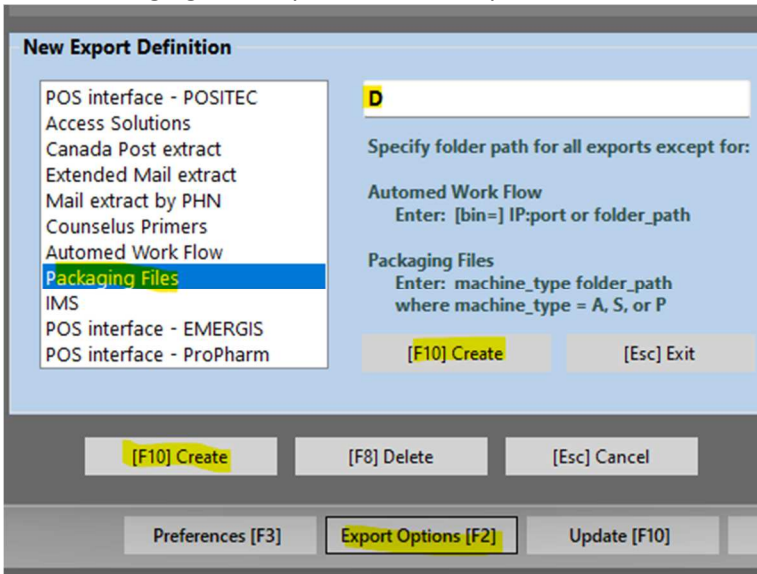 New Export Definition
POS interface - POSITEC
Access Solutions
Canada Post extract
Extended Mail extract
Mail extract by PHN
Counselus Primers
Automed Work Flow
Packaging Files
IMS
POS interface - EMERGIS
POS interface - ProPharm
D
Specify folder path for all exports except for:
Automed Work Flow
Enter: [bin=] IP:port or folder_path
Packaging Files
Enter: machine_type folder_path
where machine_type = A, S, or P
[F10] Create
[Esc] Exit
[F10] Create
[F8] Delete
[Esc] Cancel
Preferences [F3]
Export Options [F2]
Update [F10]